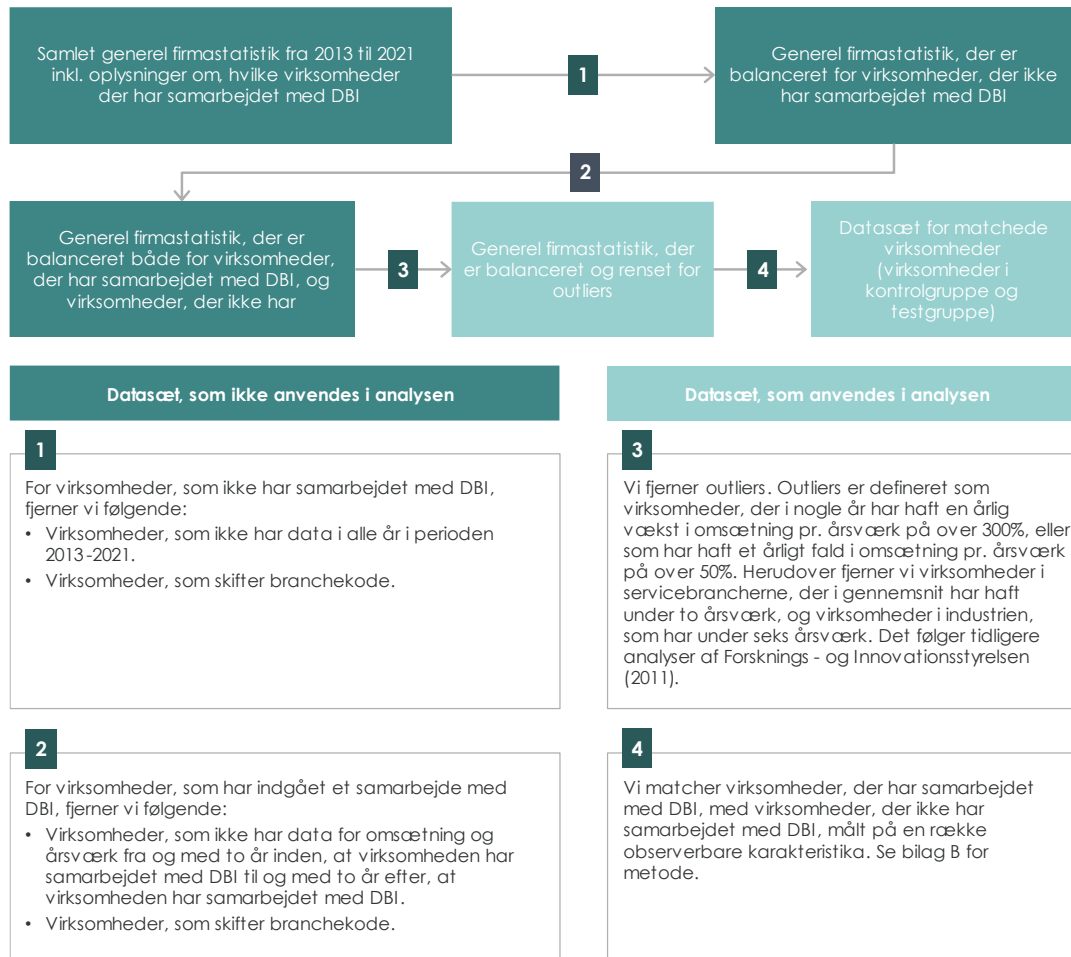 Samlet generel firmastatistik fra 2013 til 2021
inkl. oplysninger om, hvilke virksomheder
der har samarbejdet med DBI
1
Generel firmastatistik, der er
balanceret for virksomheder, der ikke
har samarbejdet med DBI
2
Generel firmastatistik, der er
balanceret både for virksomheder,
der har samarbejdet med DBI, og
virksomheder, der ikke har
3
Generel firmastatistik, der
er balanceret og renset for
outliers
4
Datasæt for matchede
virksomheder
(virksomheder i
kontrolgruppe og
testgruppe)
Datasæt, som ikke anvendes i analysen
1
For virksomheder, som ikke har samarbejdet med DBI,
fjerner vi følgende:
• Virksomheder, som ikke har data i alle år i perioden
2013-2021.
• Virksomheder, som skifter branchekode.
2
For virksomheder, som har indgået et samarbejde med
DBI, fjerner vi følgende:
• Virksomheder, som ikke har data for omsætning og
årsværk fra og med to år inden, at virksomheden har
samarbejdet med DBI til og med to år efter, at
virksomheden har samarbejdet med DBI.
• Virksomheder, som skifter branchekode.
Datasæt, som anvendes i analysen
3
Vi fjerner outliers. Outliers er defineret som
virksomheder, der i nogle år har haft en årlig
vækst i omsætning pr. årsværk på over 300%, eller
som har haft et årligt fald i omsætning pr. årsværk
på over 50%. Herudover fjerner vi virksomheder i
servicebrancherne, der i gennemsnit har haft
under to årsværk, og virksomheder i industrien,
som har under seks årsværk. Det følger tidligere
analyser af Forsknings - og Innovationsstyrelsen
(2011).
4
Vi matcher virksomheder, der har samarbejdet
med DBI, med virksomheder, der ikke har
samarbejdet med DBI, målt på en række
observerbare karakteristika. Se bilag B for
metode.